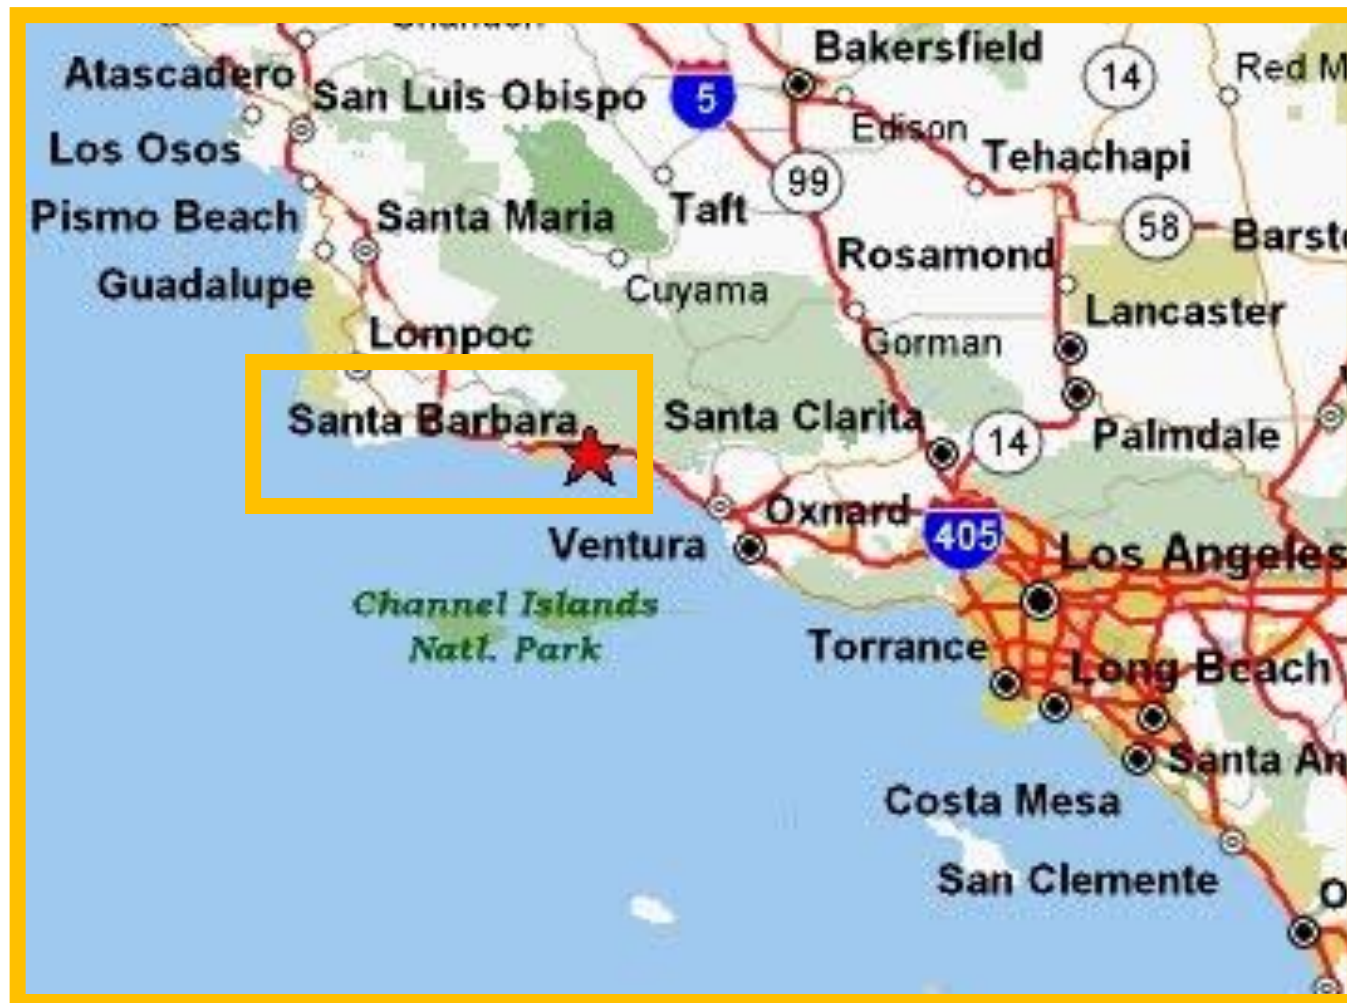 Bakersfield
14
Red M
Atascadero
San Luis Obispo
5
Edison
Los Osos
Tehachapi
99
Pismo Beach
Santa Maria
Taft
58
Barst
Rosamond
Guadalupe
Cuyama
Lancaster
Lompoc
Gorman
Santa Barbara
Santa Clarita
14
Palmdale
Oxnard
405
Ventura
Los Angeles
Channel Islands
Natl. Park
Torrance
Long Beach
Santa An
Costa Mesa
San Clemente
O